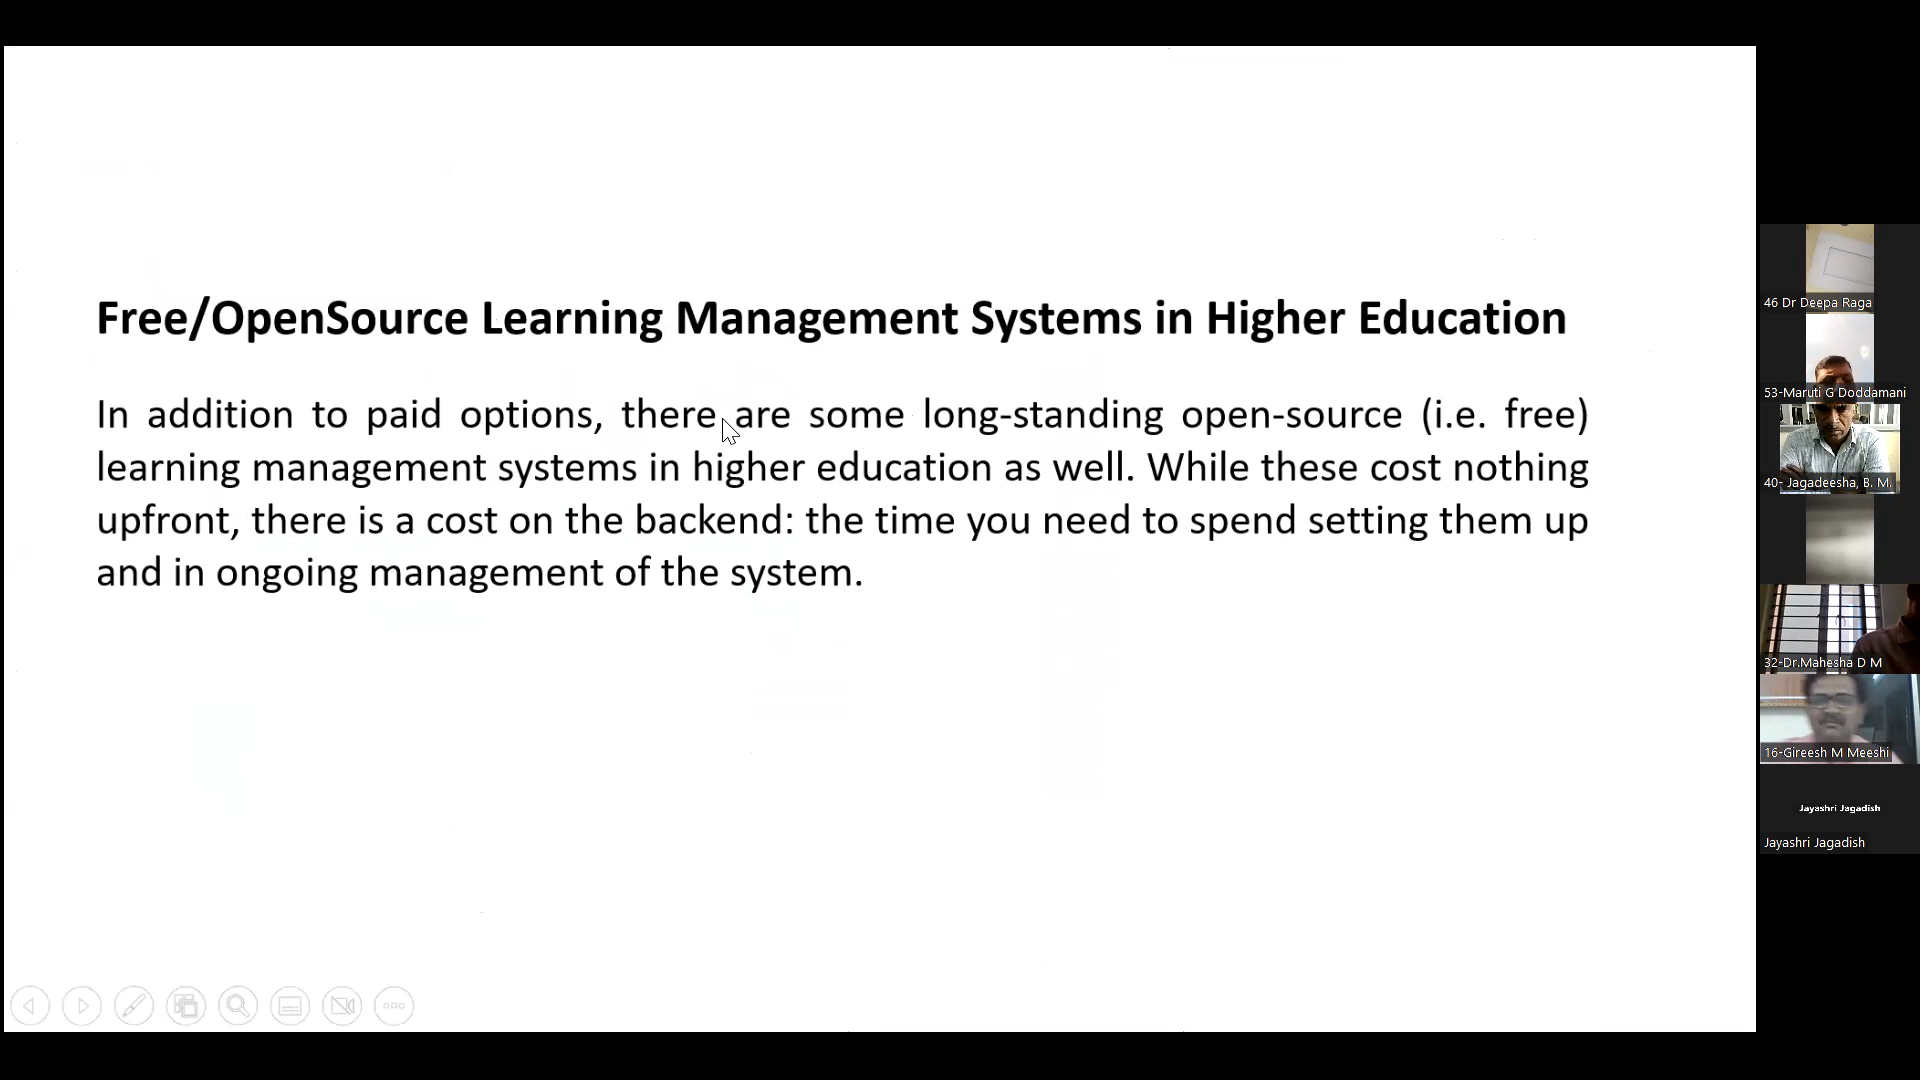 Free/OpenSource Learning Management Systems in Higher Education
In addition to paid options, there are some long-standing open-source (i.e. free)
learning management systems in higher education as well. While these cost nothing
upfront, there is a cost on the backend: the time you need to spend setting them up
and in ongoing management of the system.
46 Dr Deepa Raga
53-Maruti G Doddamani
40- Jagadeesha, B. M.
32-Dr.Mahesha D M
16-Gireesh M Meeshi
Jayashri Jagadish
Jayashri Jagadish